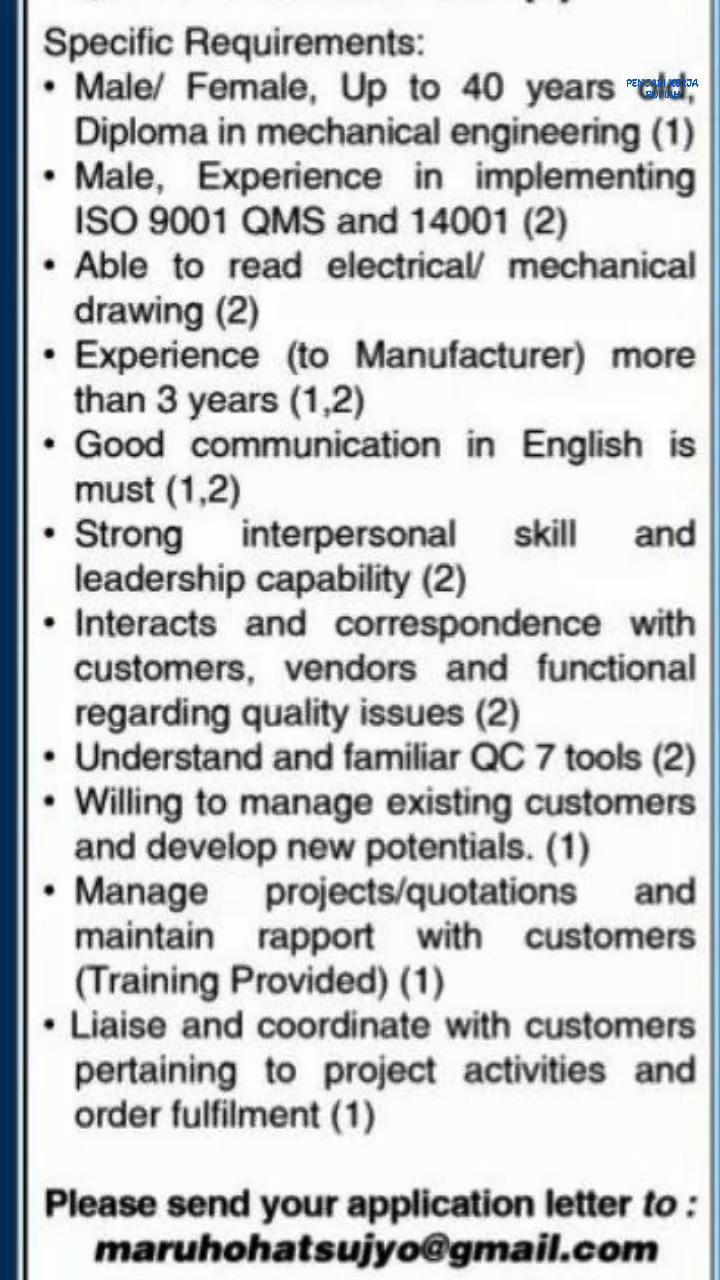 Specific Requirements:
• Male/ Female, Up to 40 years old,
Diploma in mechanical engineering (1)
• Male, Experience in implementing
ISO 9001 QMS and 14001 (2)
• Able to read electrical/ mechanical
drawing (2)
• Experience (to Manufacturer) more
than 3 years (1,2)
• Good communication in English is
must (1,2)
• Strong interpersonal skill and
leadership capability (2)
• Interacts and correspondence with
customers, vendors and functional
regarding quality issues (2)
• Understand and familiar QC 7 tools (2)
• Willing to manage existing customers
and develop new potentials. (1)
• Manage projects/quotations and
maintain rapport with customers
(Training Provided) (1)
• Liaise and coordinate with customers
pertaining to project activities and
order fulfilment (1)
Please send your application letter to :
maruhohatsujyo@gmail.com